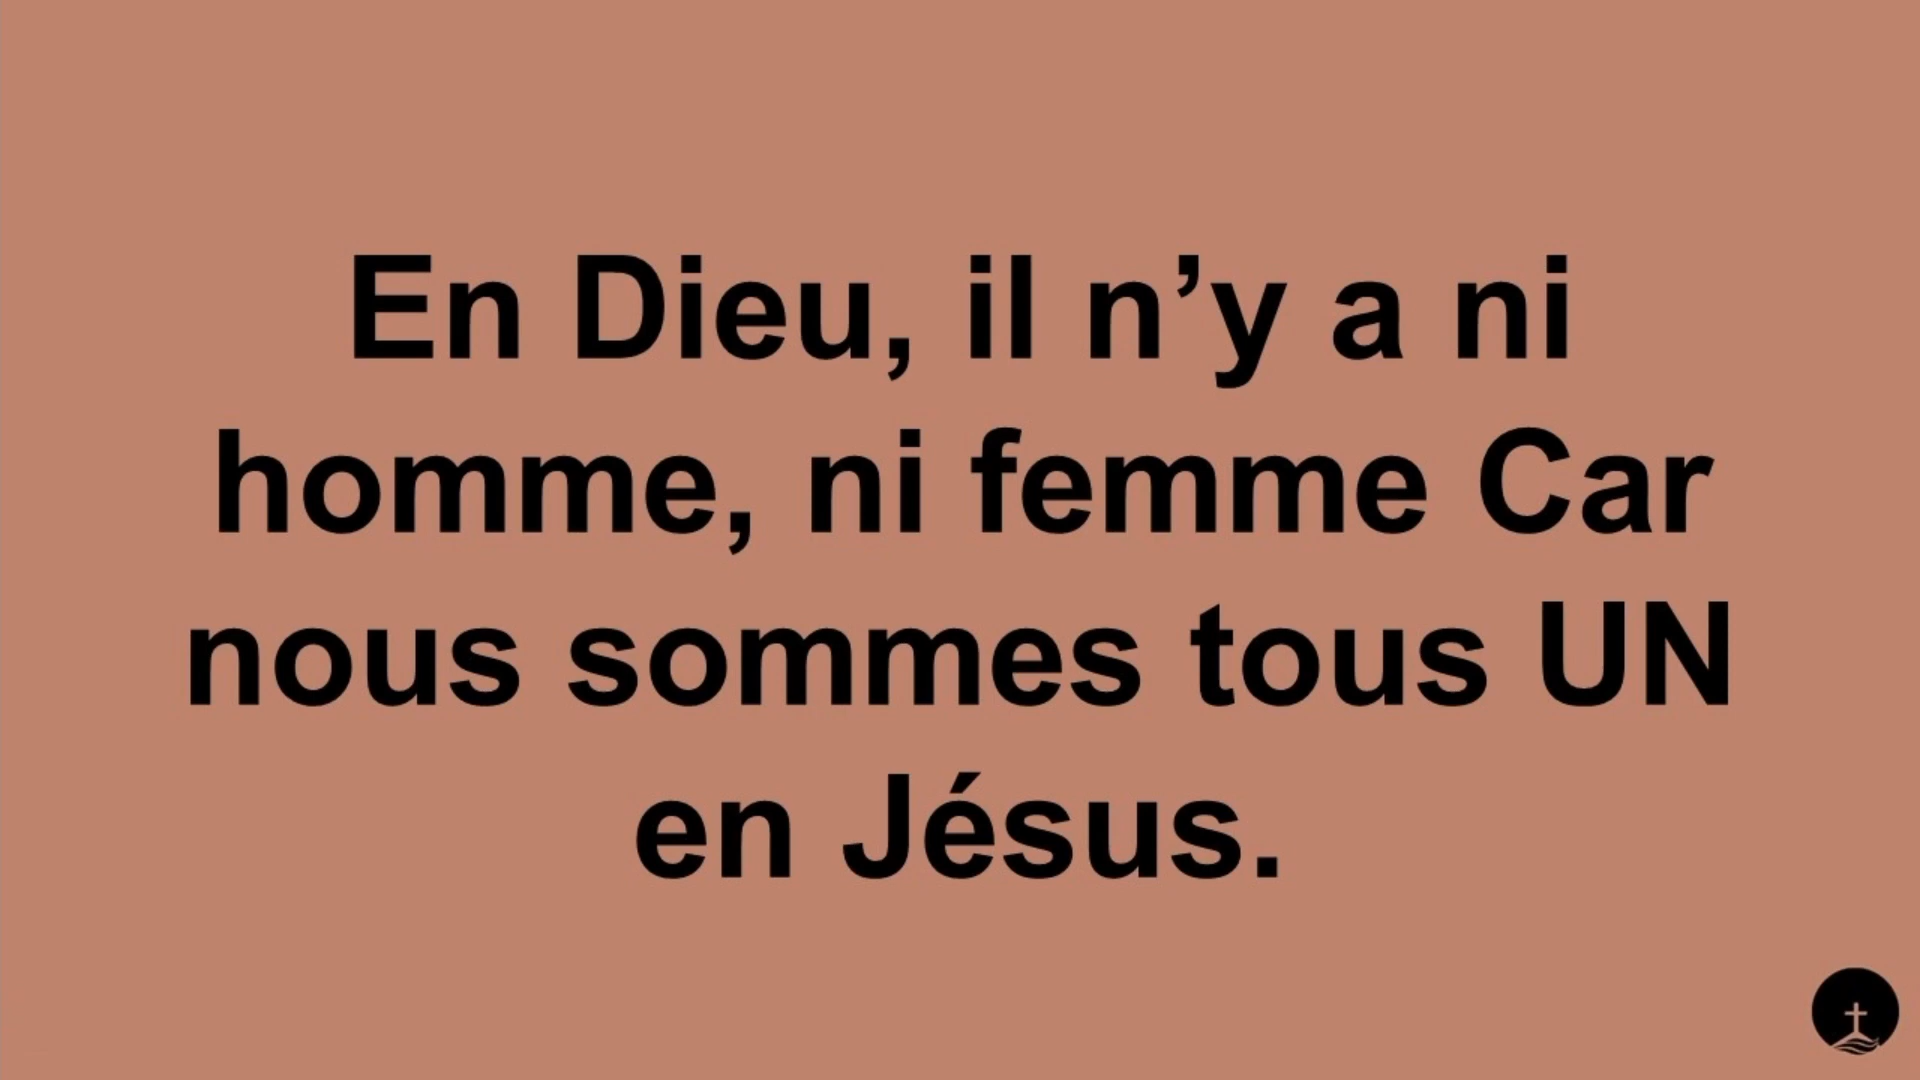 En Dieu, il n’y a ni
homme, ni femme Car
nous sommes tous UN
en Jésus.